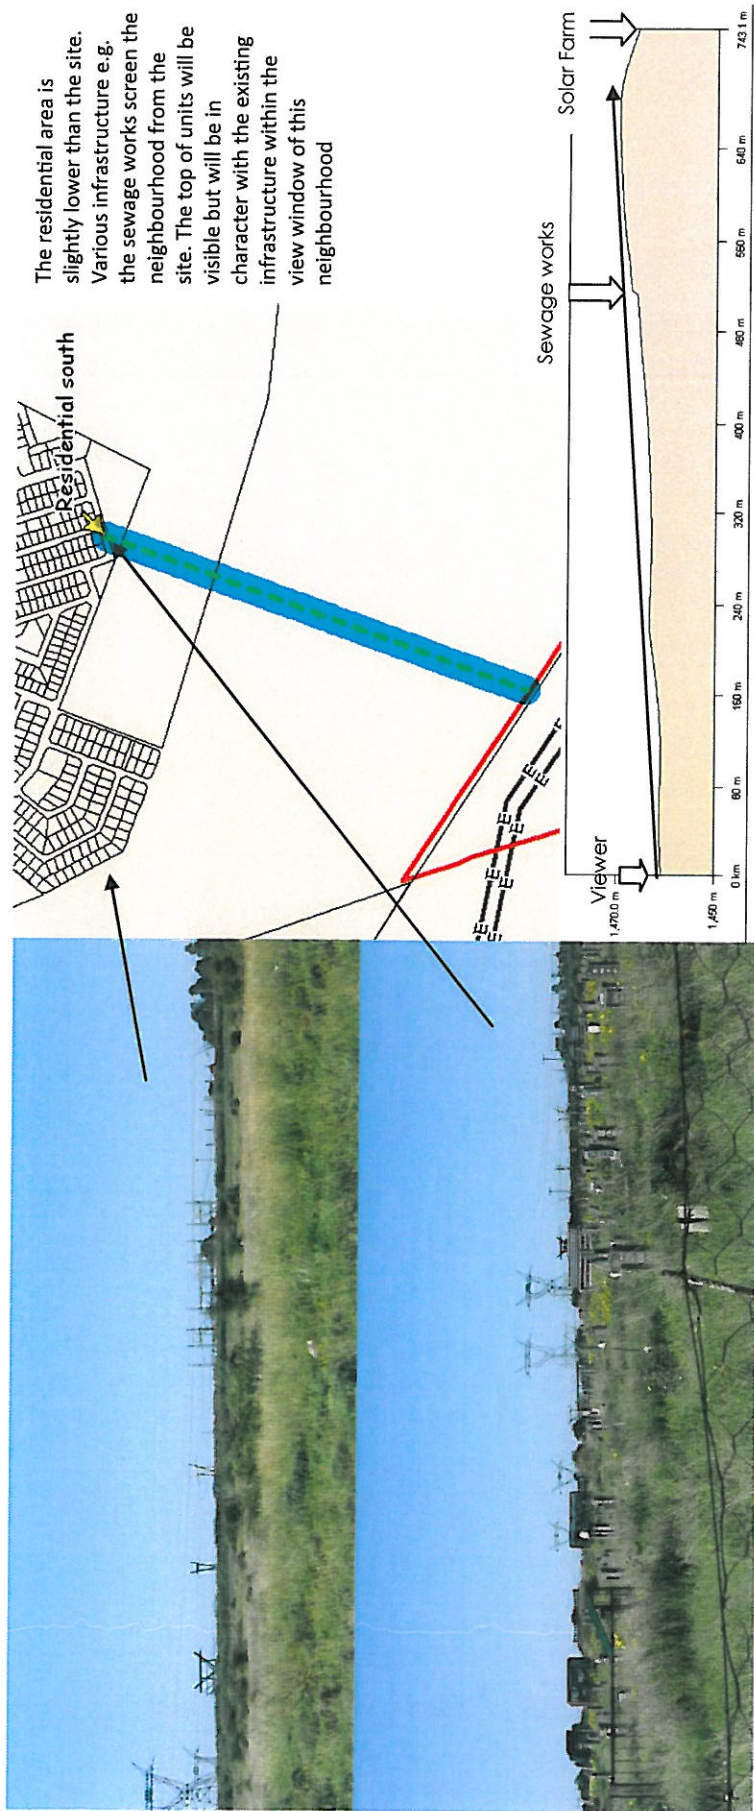 The residential area is
slightly lower than the site.
Various infrastructure e.g.
the sewage works screen the
neighbourhood from the
site. The top of units will be
visible but will be in
character with the existing
infrastructure within the
view window of this
neighbourhood
Residential south
E E
E E
E E
E E
Viewer
Sewage works
Solar Farm
1,470.0 m
1,450 m
0 km 80 m 160 m 240 m 320 m 400 m 480 m 560 m 640 m 743.1 m